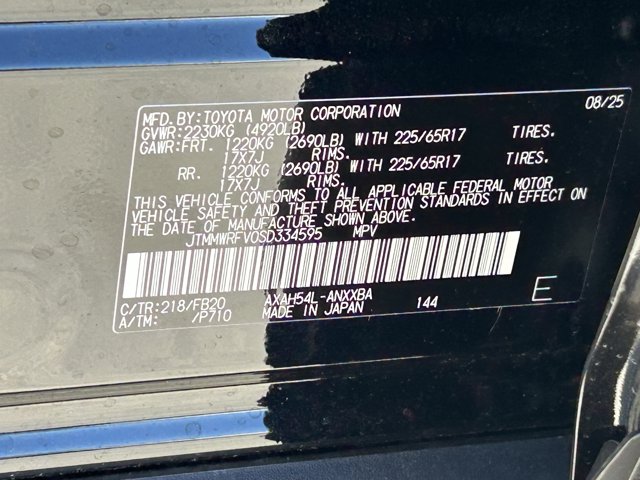 MFD.BY:TOYOTA MOTOR CORPORATION 08/25
GVWR:2230KG (4920LB)
GAWR:FRT. 1220KG (2690LB) WITH 225/65R17 TIRES.
17X7J RIMS.
RR. 1220KG (2690LB) WITH 225/65R17 TIRES.
17X7J RIMS.
THIS VEHICLE CONFORMS TO ALL APPLICABLE FEDERAL MOTOR
VEHICLE SAFETY AND THEFT PREVENTION STANDARDS IN EFFECT ON
THE DATE OF MANUFACTURE SHOWN ABOVE.
JTMMWRFV0SD334595 MPV
C/TR:218/FB20 AXAH54L-ANXXBA 144 E
A/TM: /P710 MADE IN JAPAN